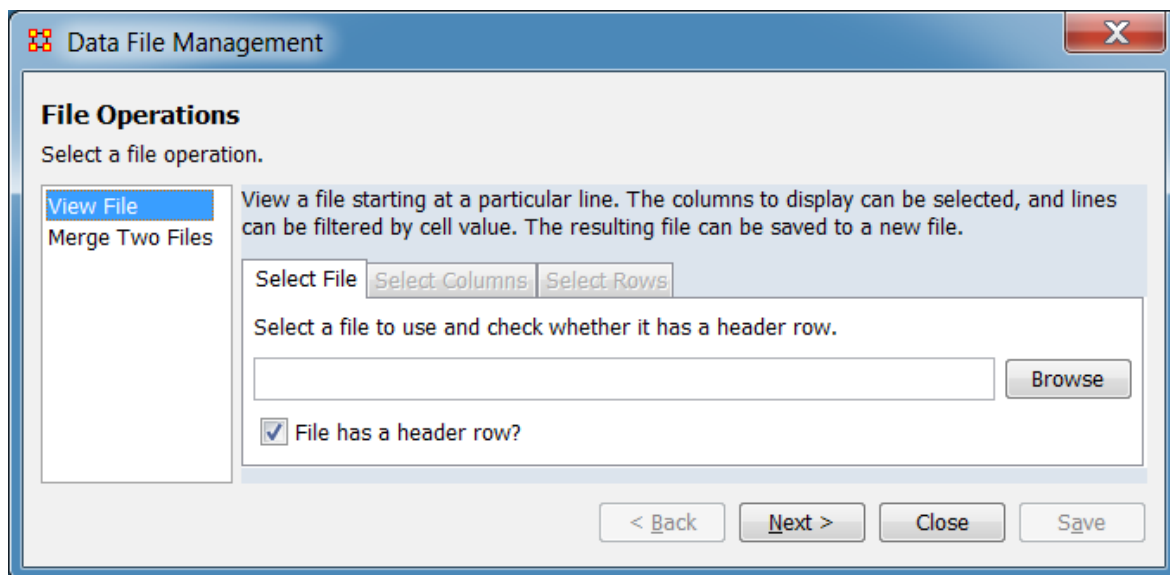 Data File Management
X
File Operations
Select a file operation.
View File
Merge Two Files
View a file starting at a particular line. The columns to display can be selected, and lines
can be filtered by cell value. The resulting file can be saved to a new file.
Select File Select Columns Select Rows
Select a file to use and check whether it has a header row.
Browse
File has a header row?
< Back Next > Close Save